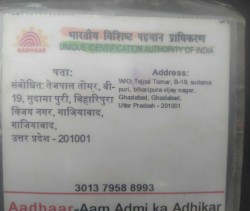 भारतीय विशिष्ट पहचान प्राधिकरण
AADHAAR
UNIQUE IDENTIFICATION AUTHORITY OF INDIA
पता:
संबोधित: तेजपाल तोमर, बी-
19, सुदामा पुरी, बिहारिपुरा
विजय नगर, गाजियाबाद,
गाजियाबाद,
उत्तर प्रदेश - 201001
Address:
W/O: Tejpal Tomar, B-19, sudama
puri, biharipura vijay nagar,
Ghaziabad, Ghaziabad,
Uttar Pradesh - 201001
3013 7958 8993
Aadhaar-Aam Admi ka Adhikar